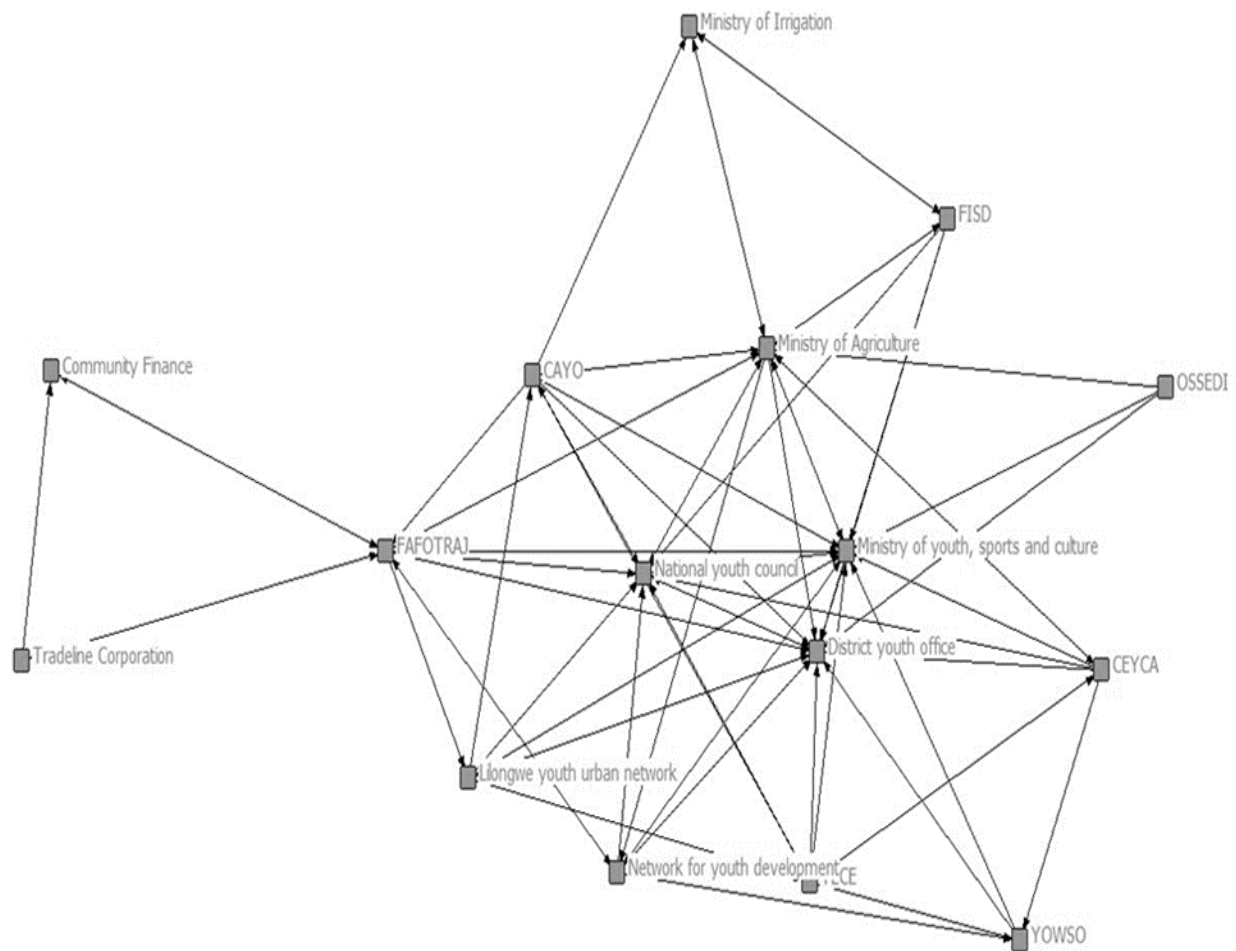 Ministry of Irrigation
FISD
Ministry of Agriculture
Community Finance
CAYO
OSSEDI
FAFOTRAJ
Ministry of youth, sports and culture
National youth council
District youth office
Tradeline Corporation
CEYCA
Lilongwe youth urban network
Network for youth development
YOWSO